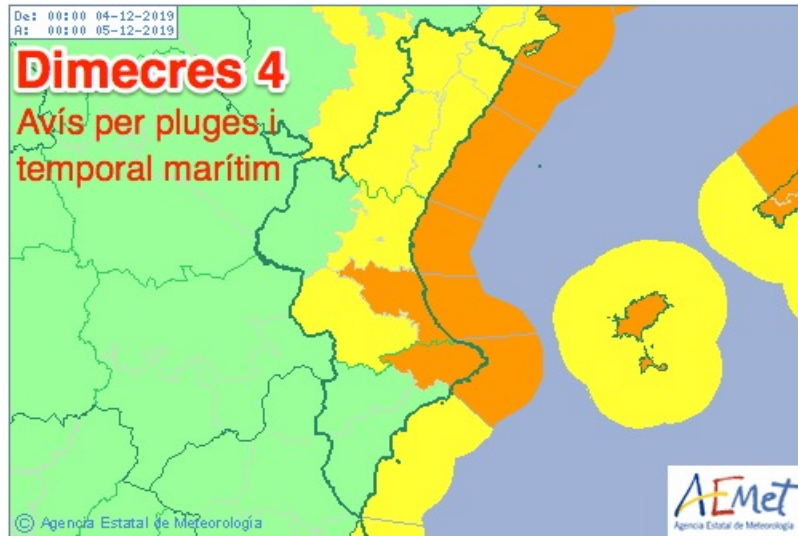 De: 00:00 04-12-2019
A: 00:00 05-12-2019
Dimecres 4
Avís per pluges i
temporal marítim
© Agencia Estatal de Meteorología
AEMet
Agencia Estatal de Meteorología